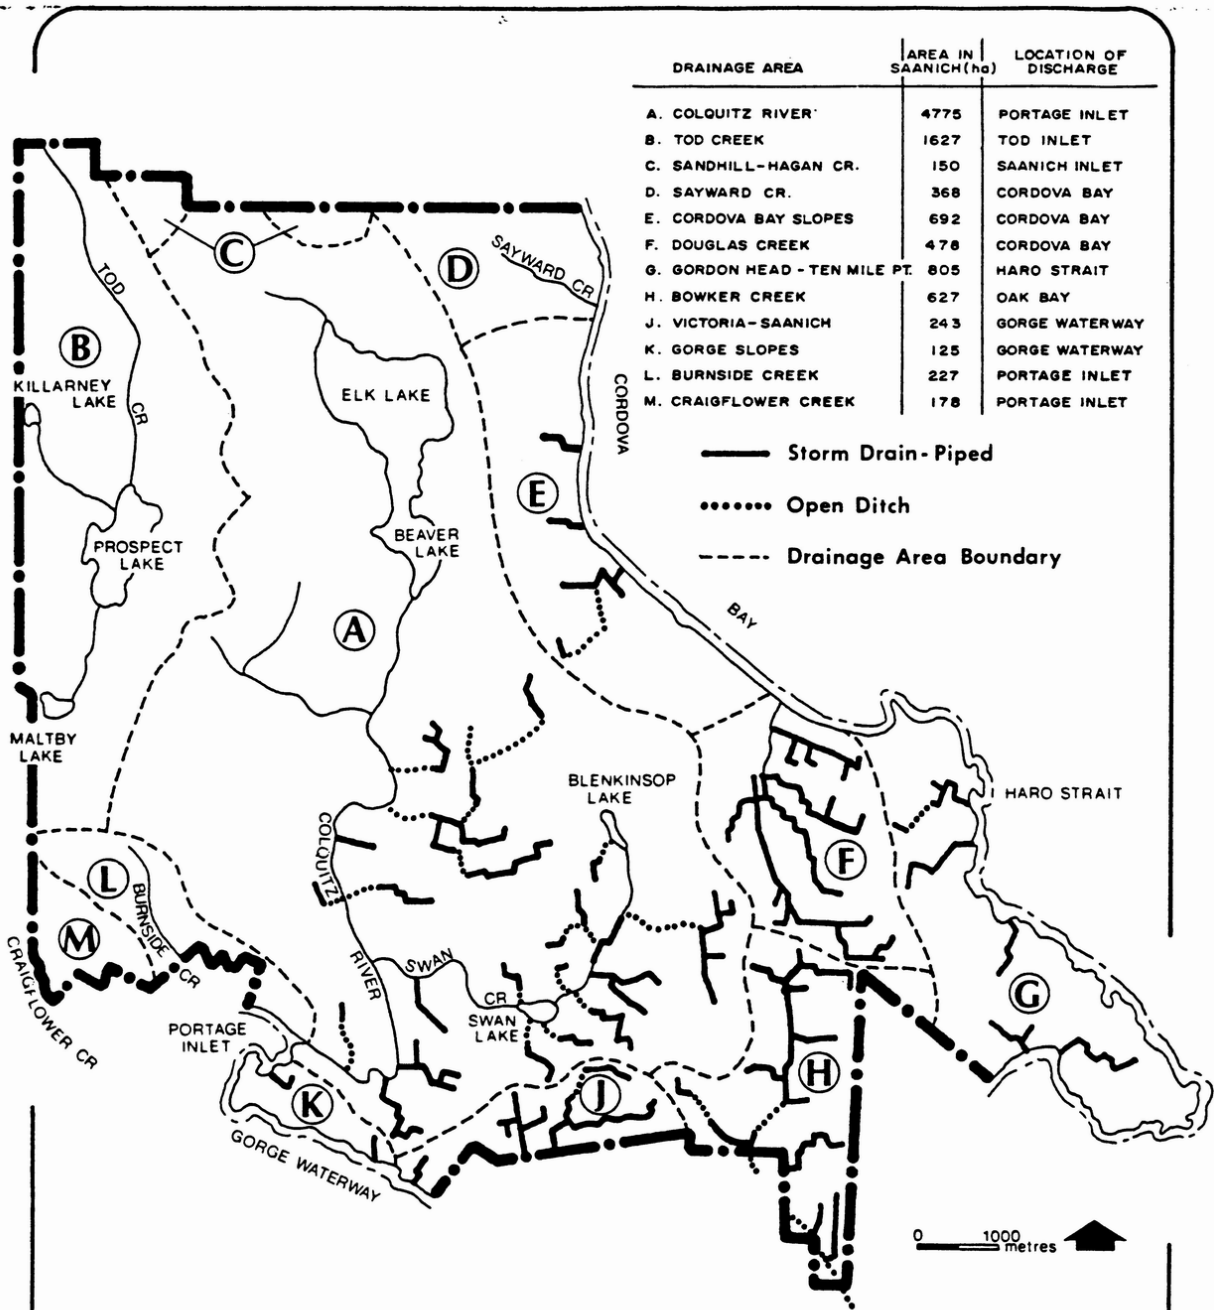 DRAINAGE AREA AREA IN SAANICH (ha) LOCATION OF DISCHARGE
A. COLQUITZ RIVER 4775 PORTAGE INLET
B. TOD CREEK 1627 TOD INLET
C. SANDHILL-HAGAN CR. 150 SAANICH INLET
D. SAYWARD CR. 368 CORDOVA BAY
E. CORDOVA BAY SLOPES 692 CORDOVA BAY
F. DOUGLAS CREEK 478 CORDOVA BAY
G. GORDON HEAD - TEN MILE PT. 805 HARO STRAIT
H. BOWKER CREEK 627 OAK BAY
J. VICTORIA-SAANICH 243 GORGE WATERWAY
K. GORGE SLOPES 125 GORGE WATERWAY
L. BURNSIDE CREEK 227 PORTAGE INLET
M. CRAIGFLOWER CREEK 178 PORTAGE INLET
Storm Drain-Piped
Open Ditch
Drainage Area Boundary
C
D
SAYWARD CR
TOD
CR
B
KILLARNEY
LAKE
ELK LAKE
CORDOVA
BAY
E
PROSPECT
LAKE
BEAVER
LAKE
A
MALTBY
LAKE
BLENKINSOP
LAKE
HARO STRAIT
COLQUITZ
RIVER
F
L
BURNSIDE
CR
M
CRAIGFLOWER CR
SWAN
CR
SWAN
LAKE
G
PORTAGE
INLET
H
J
K
GORGE WATERWAY
0 1000
metres